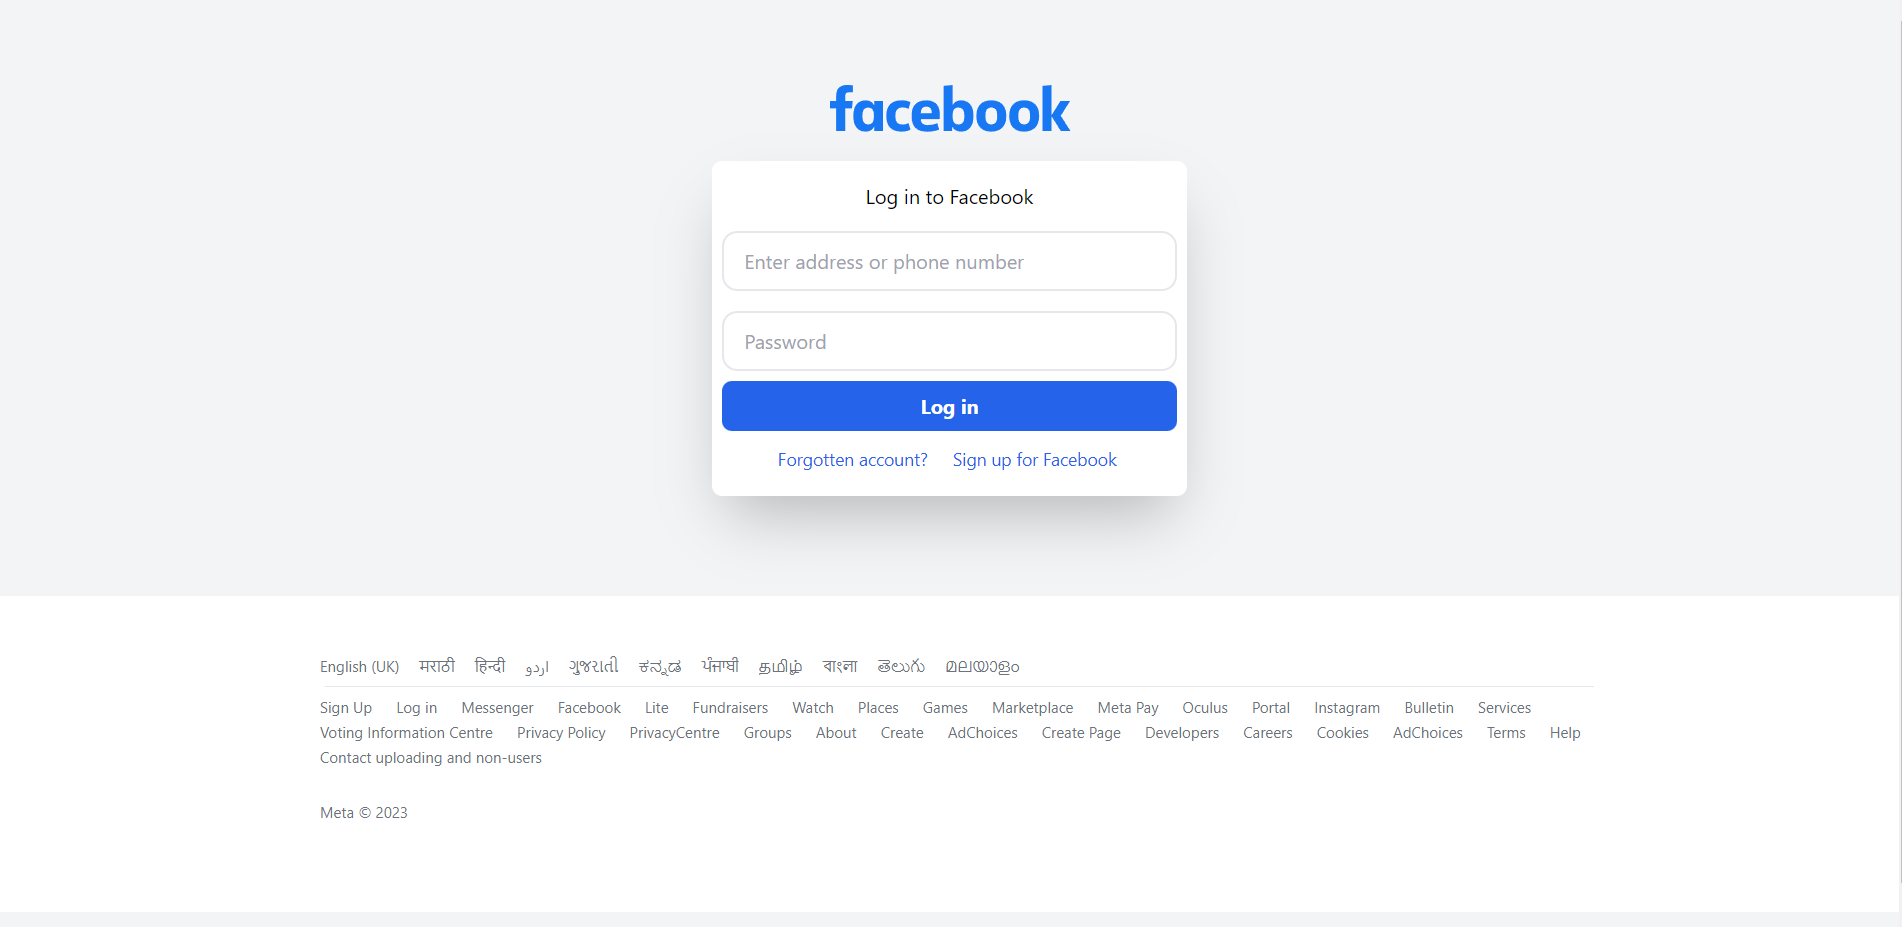 facebook
Log in to Facebook
Enter address or phone number
Password
Log in
Forgotten account? Sign up for Facebook
English (UK) मराठी हिन्दी اردو ગુજરાતી ಕನ್ನಡ ਪੰਜਾਬੀ தமிழ் বাংলা తెలుగు മലയാളം
Sign Up Log in Messenger Facebook Lite Fundraisers Watch Places Games Marketplace Meta Pay Oculus Portal Instagram Bulletin Services
Voting Information Centre Privacy Policy PrivacyCentre Groups About Create AdChoices Create Page Developers Careers Cookies AdChoices Terms Help
Contact uploading and non-users
Meta © 2023